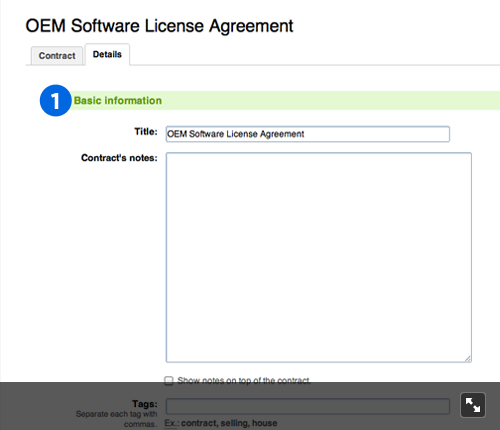 OEM Software License Agreement
Contract Details
1 Basic information
Title: OEM Software License Agreement
Contract's notes:
Show notes on top of the contract.
Tags:
Separate each tag with
commas. Ex.: contract, selling, house